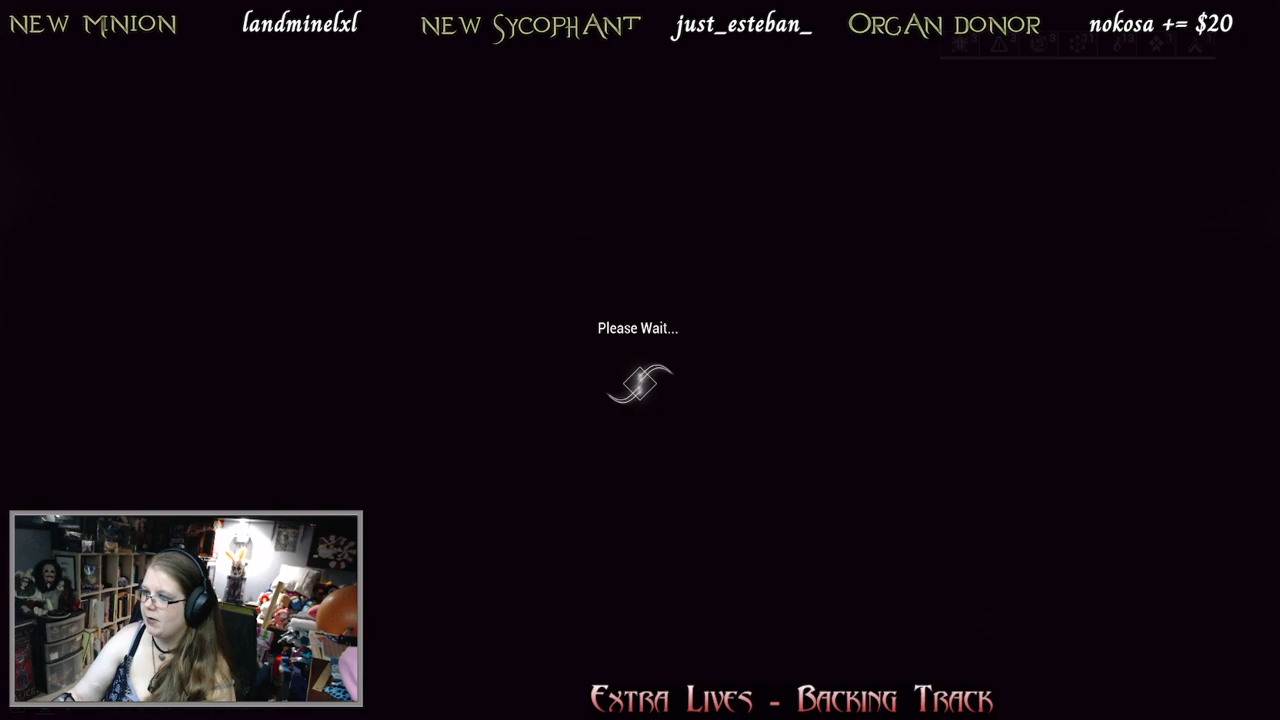 NEW MINION landminelxl NEW SYCOPHANT just_esteban_ ORGAN DONOR nokosa += $20
Please Wait...
EXTRA LIVES - BACKING TRACK